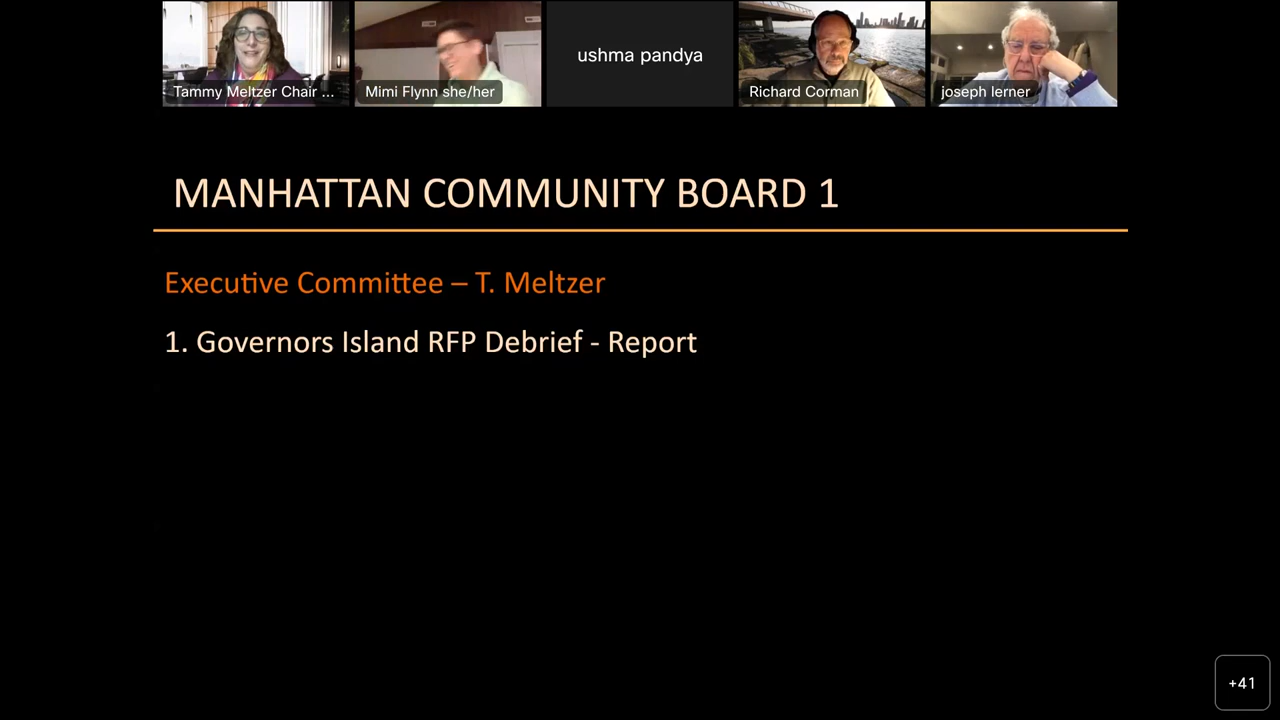 Tammy Meltzer Chair ...
Mimi Flynn she/her
ushma pandya
Richard Corman
joseph lerner
MANHATTAN COMMUNITY BOARD 1
Executive Committee – T. Meltzer
1. Governors Island RFP Debrief - Report
+41